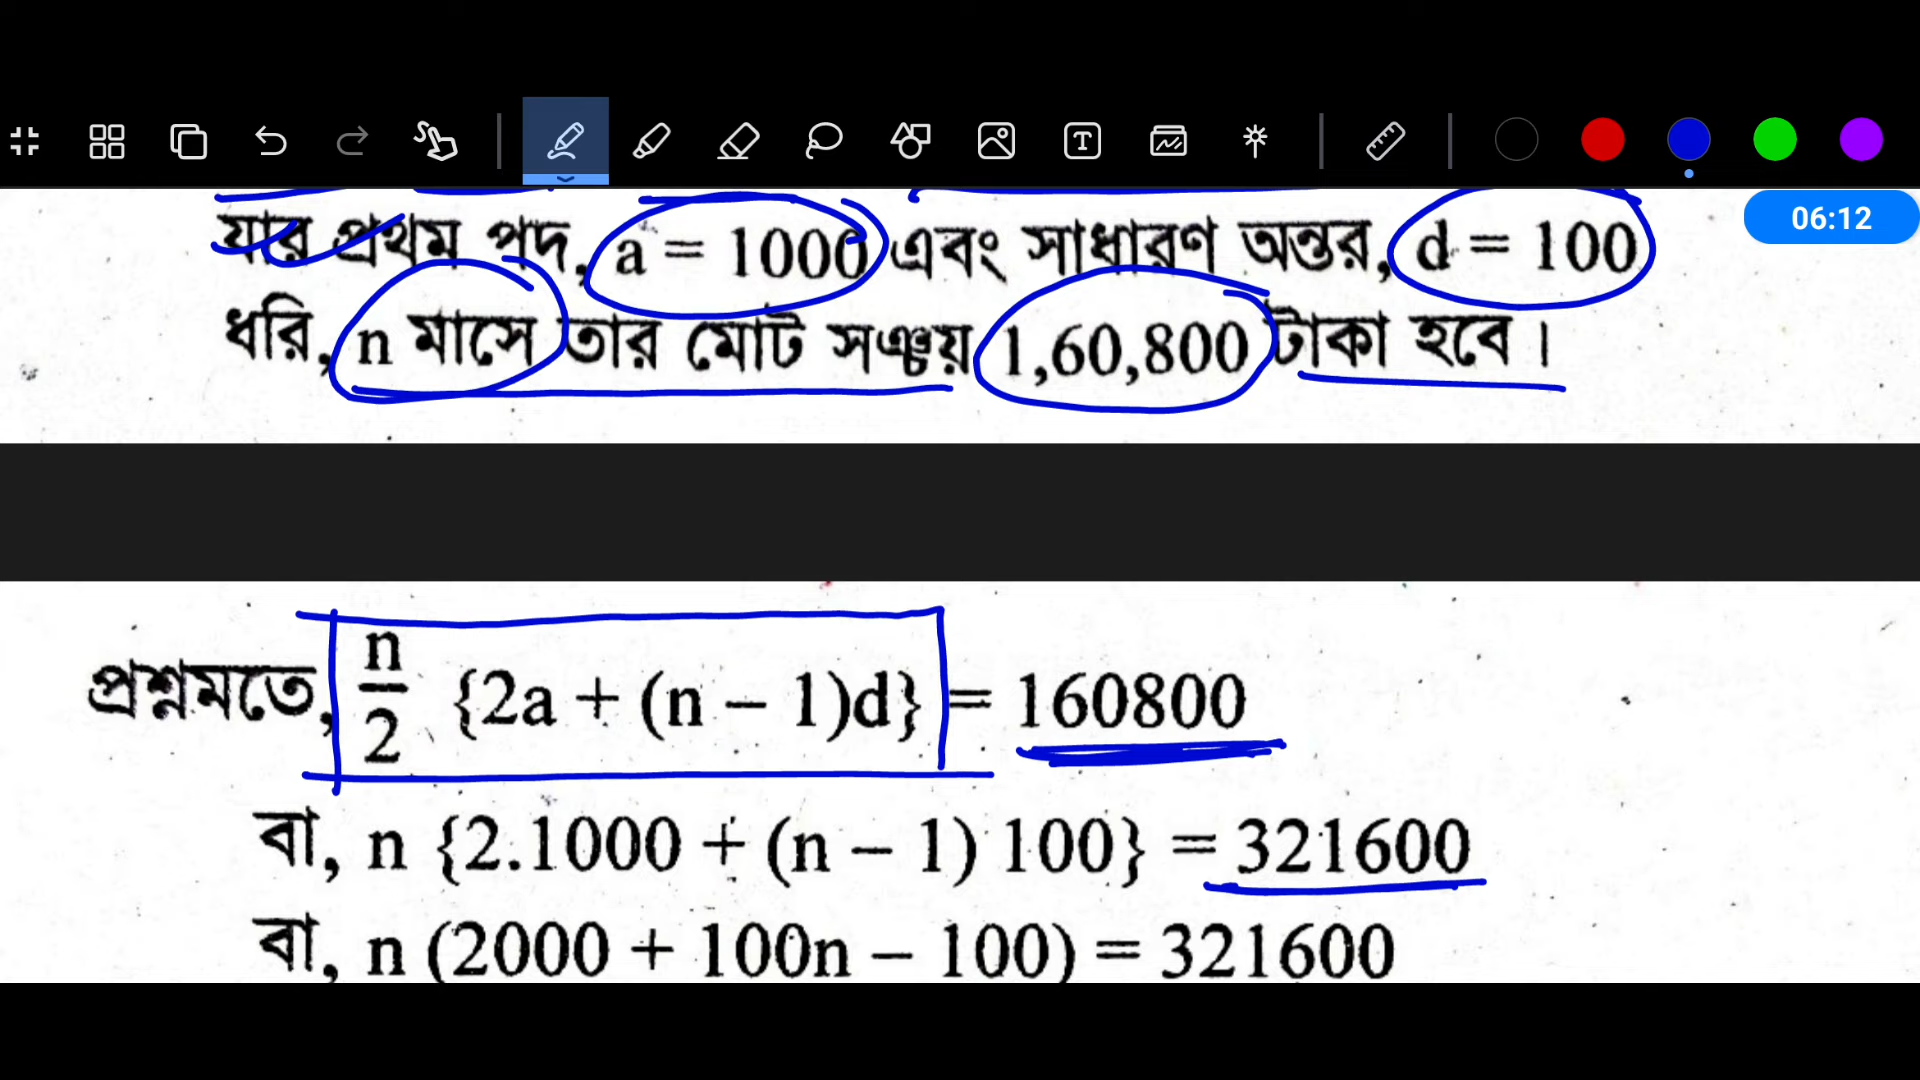 06:12
যার প্রথম পদ, a = 1000 এবং সাধারণ অন্তর, d = 100
ধরি, n মাসে তার মোট সঞ্চয় 1,60,800 টাকা হবে।
প্রশ্নমতে, n/2 {2a + (n – 1)d} = 160800
বা, n {2.1000 + (n – 1) 100} = 321600
বা, n (2000 + 100n – 100) = 321600